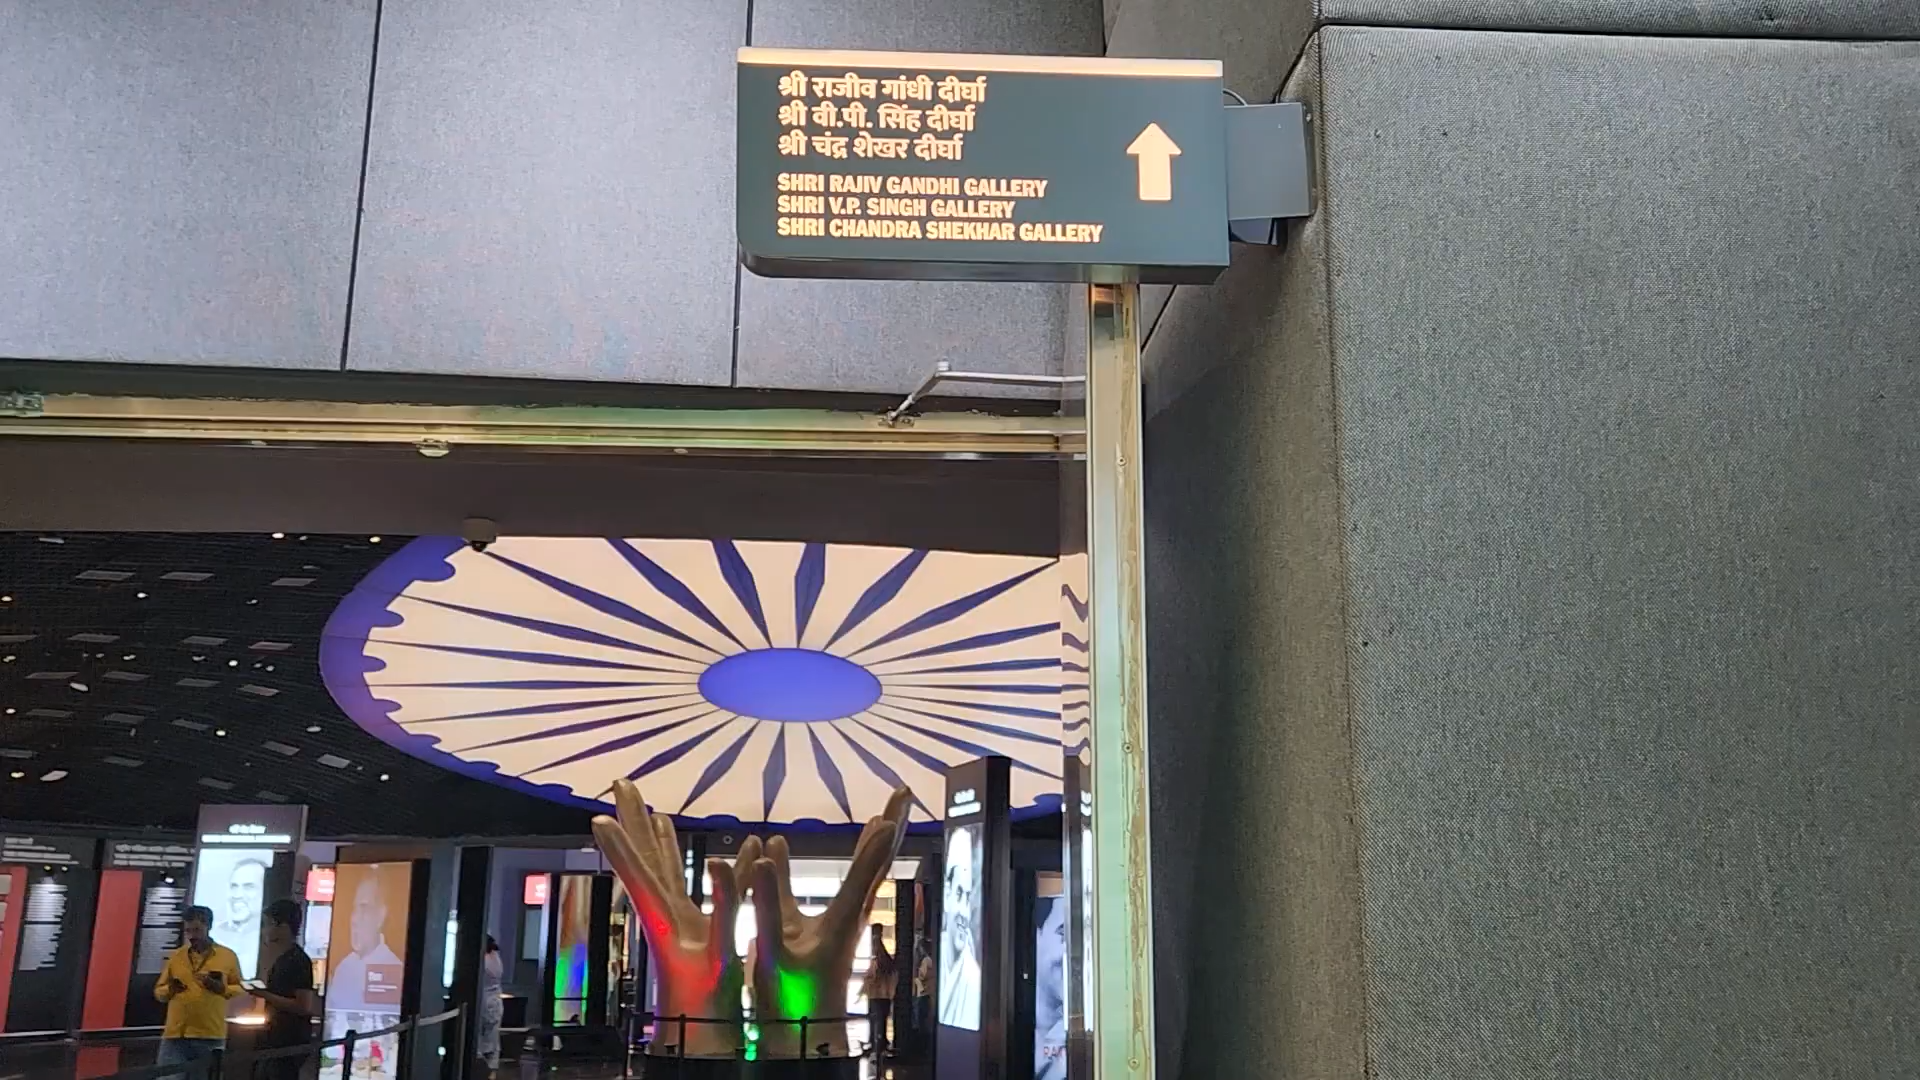 श्री राजीव गांधी दीर्घा
श्री वी.पी. सिंह दीर्घा
श्री चंद्र शेखर दीर्घा
SHRI RAJIV GANDHI GALLERY
SHRI V.P. SINGH GALLERY
SHRI CHANDRA SHEKHAR GALLERY